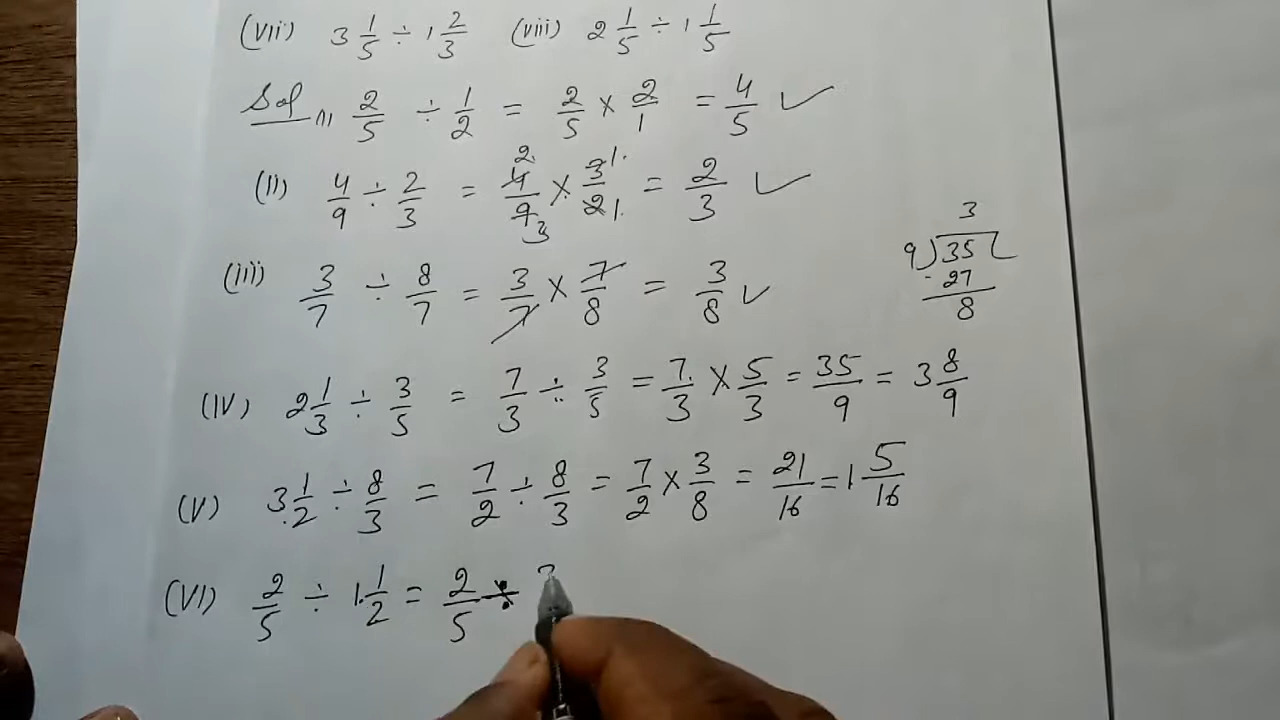 (vii) 3 1/5 ÷ 1 2/3 (viii) 2 1/5 ÷ 1 1/5
Sol (i) 2/5 ÷ 1/2 = 2/5 × 2/1 = 4/5 ✓
(ii) 4/9 ÷ 2/3 = 4/9 × 3/2 = 2/3 ✓
2 1
3 1
(iii) 3/7 ÷ 8/7 = 3/7 × 7/8 = 3/8 ✓
3
9) 35 (
- 27
8
(IV) 2 1/3 ÷ 3/5 = 7/3 ÷ 3/5 = 7/3 × 5/3 = 35/9 = 3 8/9
(V) 3 1/2 ÷ 8/3 = 7/2 ÷ 8/3 = 7/2 × 3/8 = 21/16 = 1 5/16
(VI) 2/5 ÷ 1 1/2 = 2/5 ÷ 3